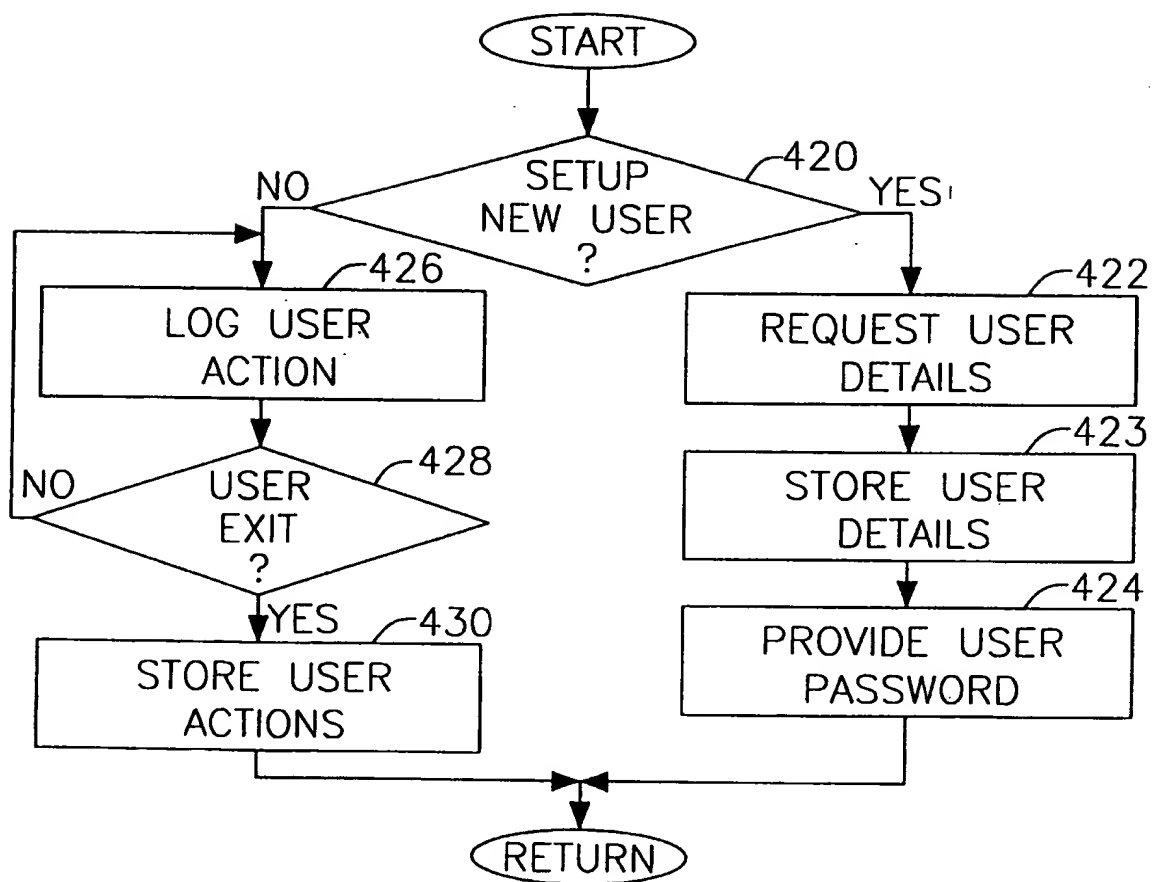 START
420
SETUP
NEW USER
?
NO
YES
426
LOG USER
ACTION
422
REQUEST USER
DETAILS
428
USER
EXIT
?
NO
YES
423
STORE USER
DETAILS
430
STORE USER
ACTIONS
424
PROVIDE USER
PASSWORD
RETURN